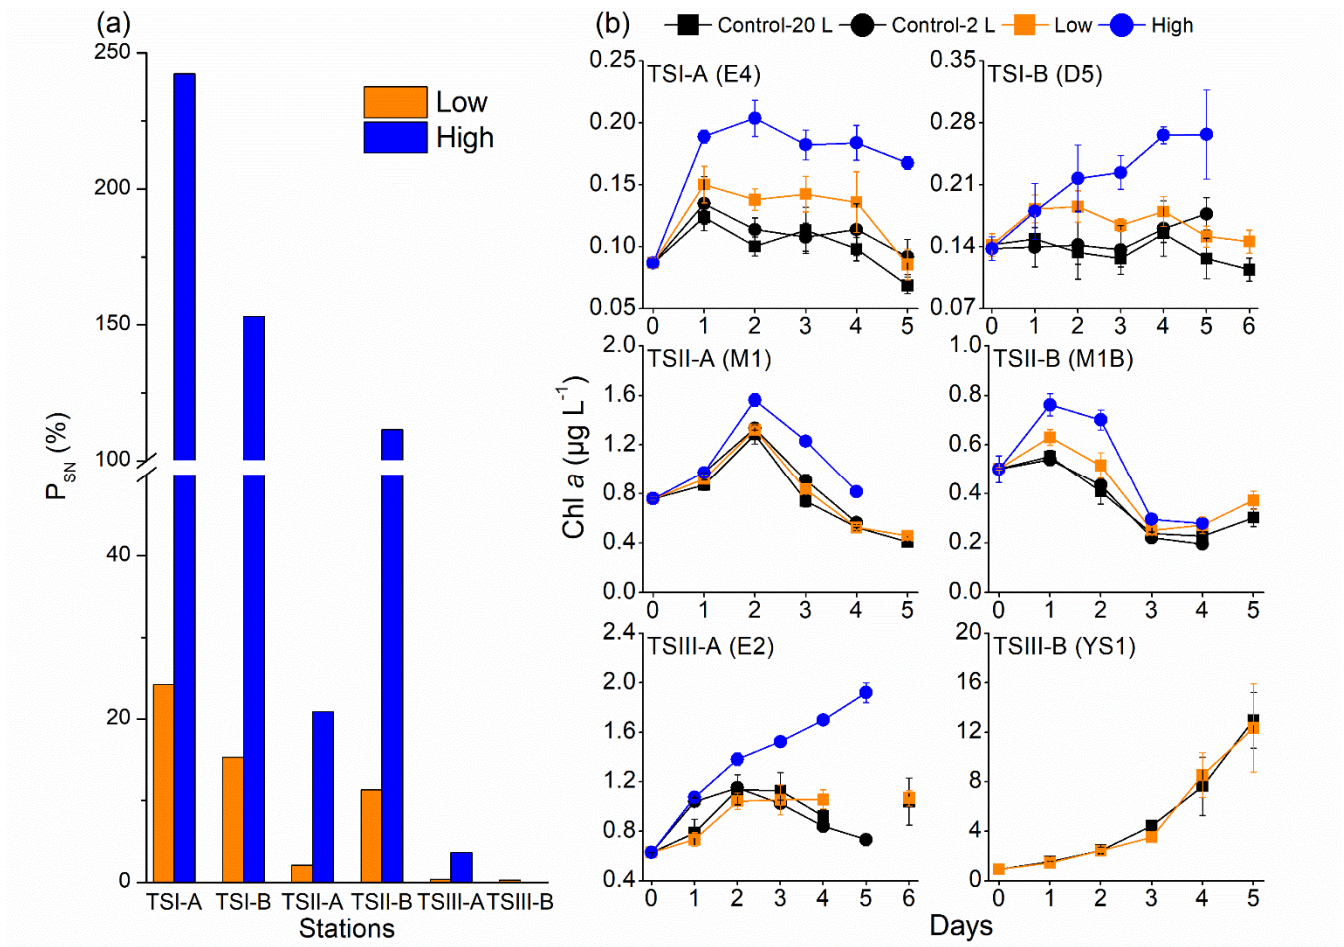 (a)
Low
High
250
200
150
100
40
20
0
P_SN (%)
TSI-A TSI-B TSII-A TSII-B TSIII-A TSIII-B
Stations
(b)
Control-20 L Control-2 L Low High
TSI-A (E4)
0.25
0.20
0.15
0.10
0.05
0 1 2 3 4 5
TSI-B (D5)
0.35
0.28
0.21
0.14
0.07
0 1 2 3 4 5 6
TSII-A (M1)
2.0
1.6
1.2
0.8
0.4
0.0
0 1 2 3 4 5
TSII-B (M1B)
1.0
0.8
0.6
0.4
0.2
0.0
0 1 2 3 4 5
TSIII-A (E2)
2.4
2.0
1.6
1.2
0.8
0.4
0 1 2 3 4 5 6
TSIII-B (YS1)
20
16
12
8
4
0
0 1 2 3 4 5
Chl a (µg L⁻¹)
Days